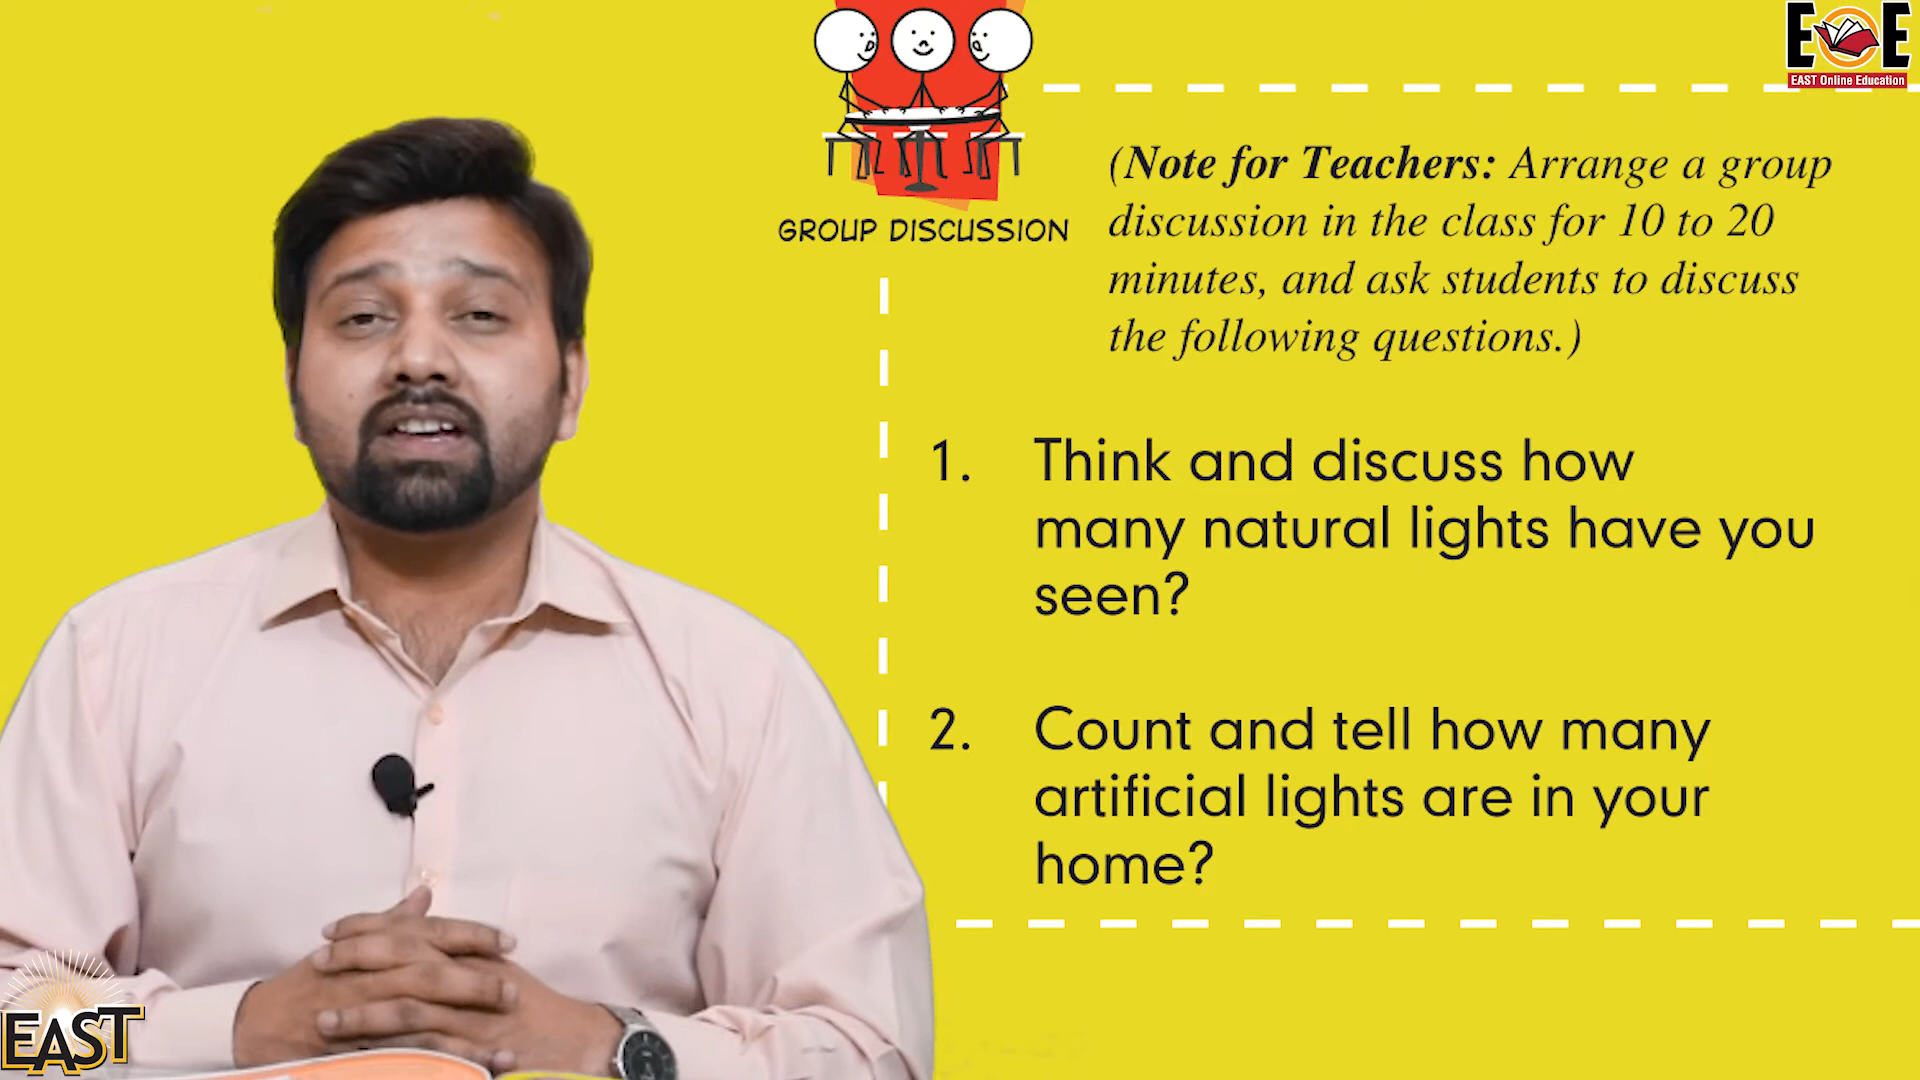 EOE
EAST Online Education
GROUP DISCUSSION
(Note for Teachers: Arrange a group
discussion in the class for 10 to 20
minutes, and ask students to discuss
the following questions.)
1. Think and discuss how
many natural lights have you
seen?
2. Count and tell how many
artificial lights are in your
home?
EAST